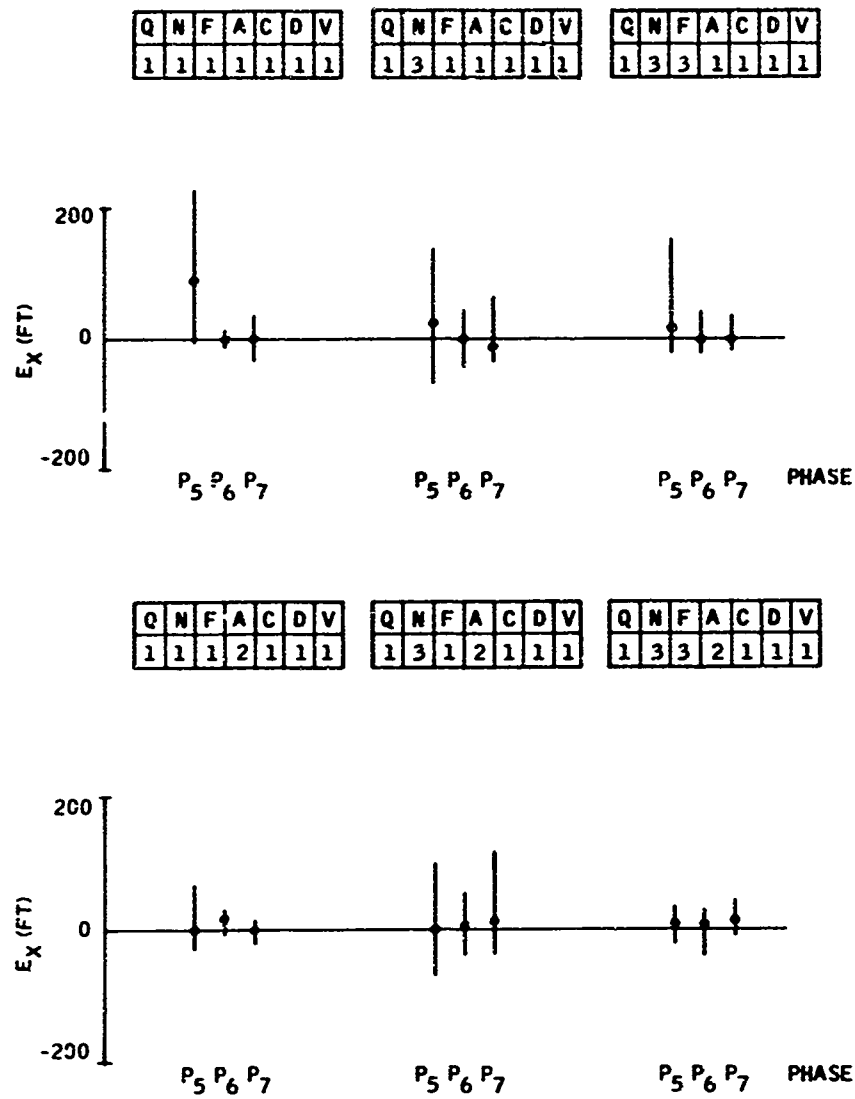 Q N F A C D V
1 1 1 1 1 1 1
Q N F A C D V
1 3 1 1 1 1 1
Q N F A C D V
1 3 3 1 1 1 1
200
0
-200
E_X (FT)
P5 P6 P7
P5 P6 P7
P5 P6 P7
PHASE
Q N F A C D V
1 1 1 2 1 1 1
Q N F A C D V
1 3 1 2 1 1 1
Q N F A C D V
1 3 3 2 1 1 1
200
0
-200
E_X (FT)
P5 P6 P7
P5 P6 P7
P5 P6 P7
PHASE